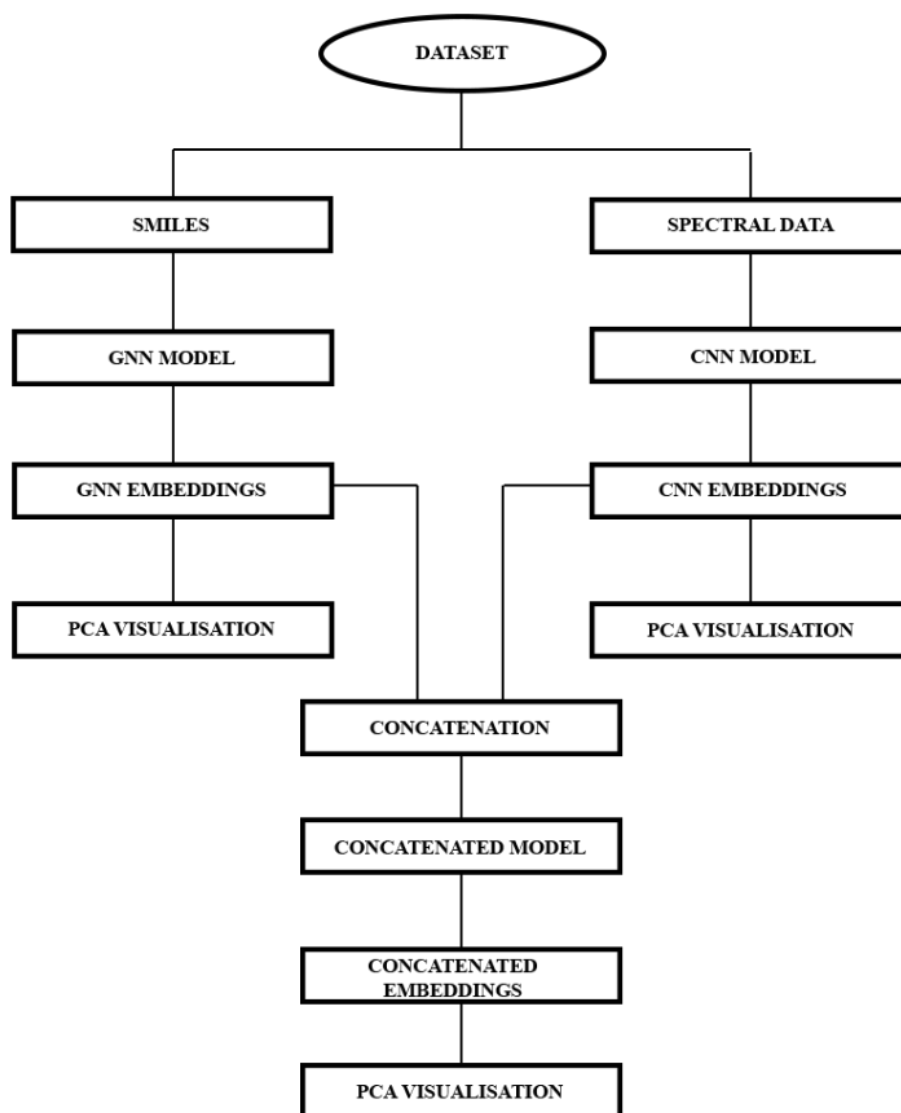 DATASET
SMILES
SPECTRAL DATA
GNN MODEL
CNN MODEL
GNN EMBEDDINGS
CNN EMBEDDINGS
PCA VISUALISATION
PCA VISUALISATION
CONCATENATION
CONCATENATED MODEL
CONCATENATED
EMBEDDINGS
PCA VISUALISATION